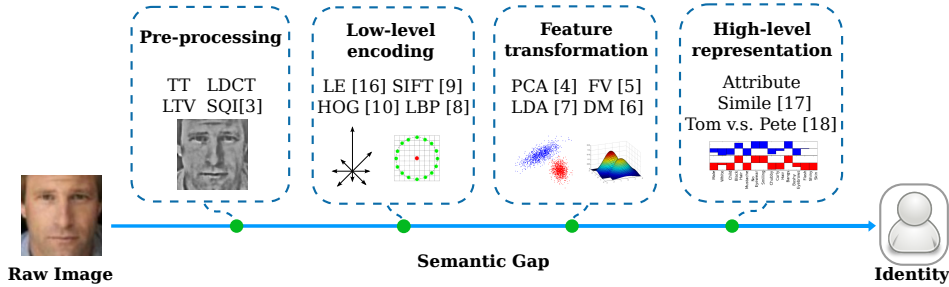 Pre-processing
TT LDCT
LTV SQI[3]
Low-level
encoding
LE [16] SIFT [9]
HOG [10] LBP [8]
Feature
transformation
PCA [4] FV [5]
LDA [7] DM [6]
High-level
representation
Attribute
Simile [17]
Tom v.s. Pete [18]
Raw Image
Semantic Gap
Identity